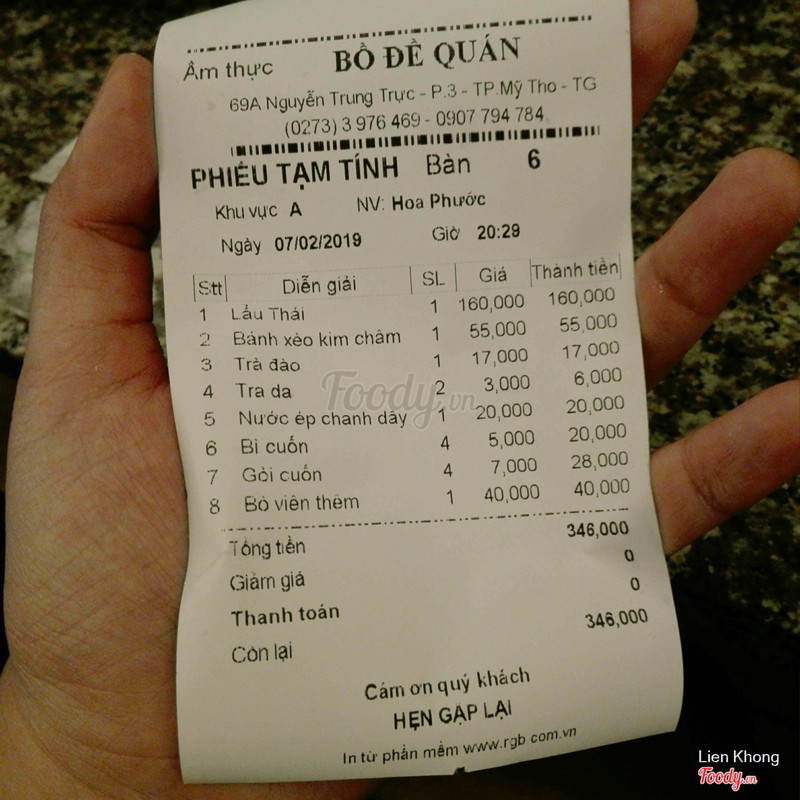 Ẩm thực BỒ ĐỀ QUÁN
69A Nguyễn Trung Trực - P.3 - TP.Mỹ Tho - TG
(0273) 3 976 469 - 0907 794 784
PHIẾU TẠM TÍNH Bàn 6
Khu vực A NV: Hoa Phước
Ngày 07/02/2019 Giờ 20:29
Stt Diễn giải SL Giá Thành tiền
1 Lẩu Thái 1 160,000 160,000
2 Bánh xèo kim châm 1 55,000 55,000
3 Trà đào 1 17,000 17,000
4 Tra da 2 3,000 6,000
5 Nước ép chanh dây 1 20,000 20,000
6 Bì cuốn 4 5,000 20,000
7 Gỏi cuốn 4 7,000 28,000
8 Bò viên thêm 1 40,000 40,000
Tổng tiền 346,000
Giảm giá 0
Thanh toán 0
Còn lại 346,000
Cám ơn quý khách
HẸN GẶP LẠI
In từ phần mềm www.rgb.com.vn
Foody.vn
Lien Khong
Foody.vn